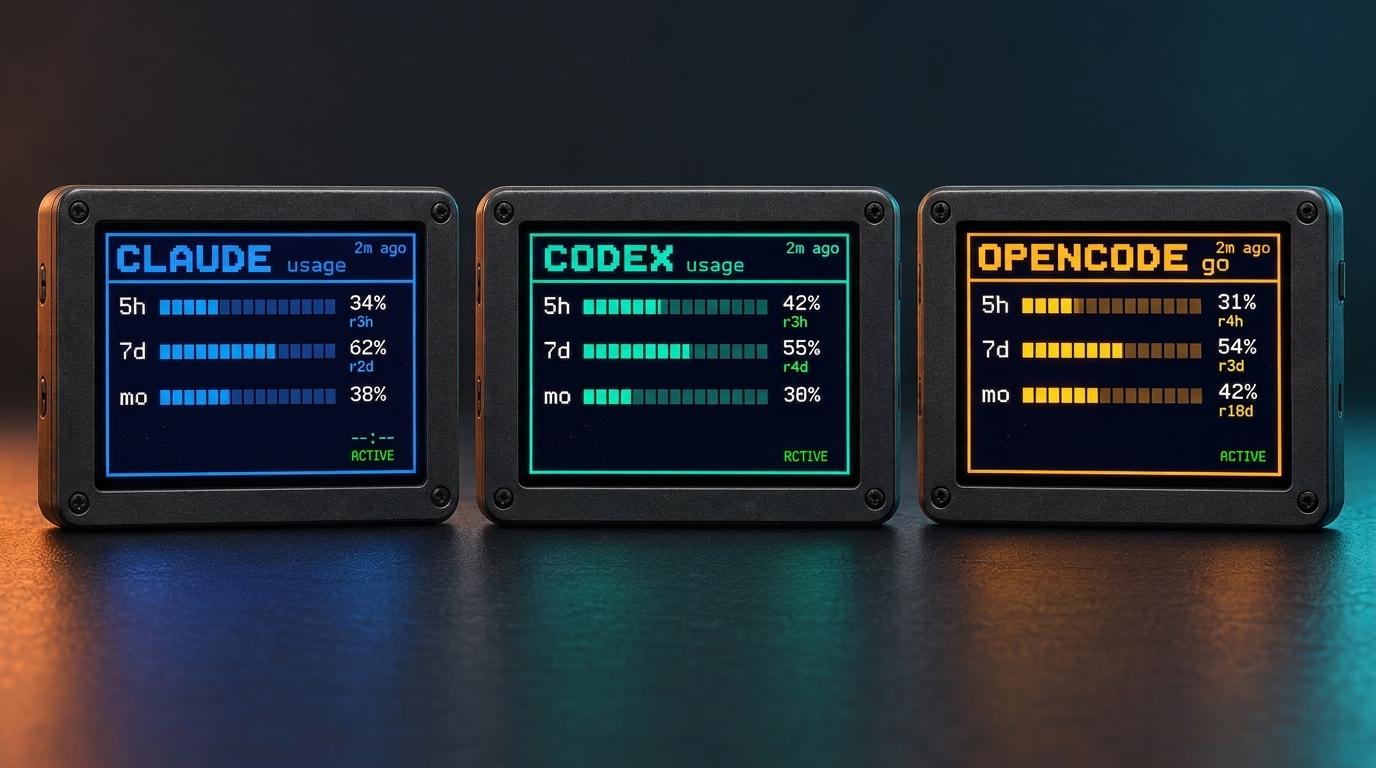 CLAUDE usage 2m ago
5h 34%
r3h
7d 62%
r2d
mo 38%
--:--
ACTIVE
CODEX usage 2m ago
5h 42%
r3h
7d 55%
r4d
mo 30%
RCTIVE
OPENCODE go 2m ago
5h 31%
r4h
7d 54%
r3d
mo 42%
r18d
ACTIVE